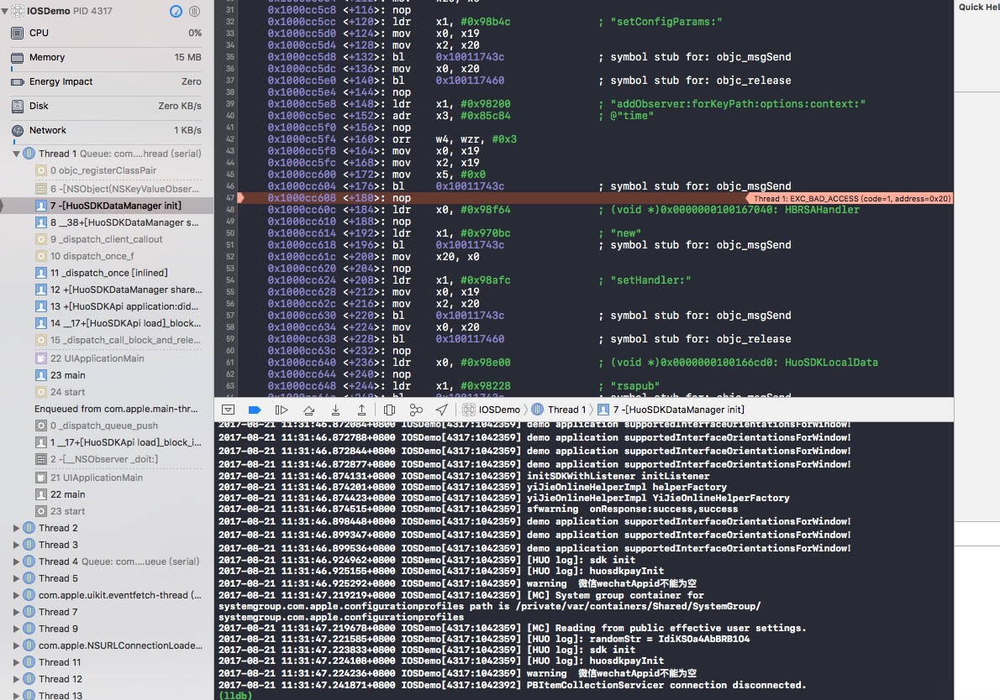 IOSDemo PID 4317
CPU 0%
Memory 15 MB
Energy Impact Zero
Disk Zero KB/s
Network 1 KB/s
Thread 1 Queue: com....hread (serial)
0 objc_registerClassPair
6 -[NSObject(NSKeyValueObser...
7 -[HuoSDKDataManager init]
8 __38+[HuoSDKDataManager s...
9 _dispatch_client_callout
10 dispatch_once_f
11 _dispatch_once [inlined]
12 +[HuoSDKDataManager share...
13 +[HuoSDKApi application:did...
14 __17+[HuoSDKApi load]_block...
15 _dispatch_call_block_and_rele...
22 UIApplicationMain
23 main
24 start
Enqueued from com.apple.main-thr...
0 _dispatch_queue_push
1 __17+[HuoSDKApi load]_block_i...
2 -[__NSObserver _doit:]
21 UIApplicationMain
22 main
23 start
Thread 2
Thread 3
Thread 4 Queue: com....ueue (serial)
Thread 5
com.apple.uikit.eventfetch-thread (...
Thread 7
Thread 9
com.apple.NSURLConnectionLoade...
Thread 11
Thread 12
Thread 13
31 0x1000cc5c8 <+116>: nop
32 0x1000cc5cc <+120>: ldr x1, #0x98b4c ; "setConfigParams:"
33 0x1000cc5d0 <+124>: mov x0, x19
34 0x1000cc5d4 <+128>: mov x2, x20
35 0x1000cc5d8 <+132>: bl 0x10011743c ; symbol stub for: objc_msgSend
36 0x1000cc5dc <+136>: mov x0, x20
37 0x1000cc5e0 <+140>: bl 0x100117460 ; symbol stub for: objc_release
38 0x1000cc5e4 <+144>: nop
39 0x1000cc5e8 <+148>: ldr x1, #0x98200 ; "addObserver:forKeyPath:options:context:"
40 0x1000cc5ec <+152>: adr x3, #0x85c84 ; @"time"
41 0x1000cc5f0 <+156>: nop
42 0x1000cc5f4 <+160>: orr w4, wzr, #0x3
43 0x1000cc5f8 <+164>: mov x0, x19
44 0x1000cc5fc <+168>: mov x2, x19
45 0x1000cc600 <+172>: mov x5, #0x0
46 0x1000cc604 <+176>: bl 0x10011743c ; symbol stub for: objc_msgSend
47 0x1000cc608 <+180>: nop Thread 1: EXC_BAD_ACCESS (code=1, address=0x20)
48 0x1000cc60c <+184>: ldr x0, #0x98f64 ; (void *)0x0000000100167040: HBRSAHandler
49 0x1000cc610 <+188>: nop
50 0x1000cc614 <+192>: ldr x1, #0x970bc ; "new"
51 0x1000cc618 <+196>: bl 0x10011743c ; symbol stub for: objc_msgSend
52 0x1000cc61c <+200>: mov x20, x0
53 0x1000cc620 <+204>: nop
54 0x1000cc624 <+208>: ldr x1, #0x98afc ; "setHandler:"
55 0x1000cc628 <+212>: mov x0, x19
56 0x1000cc62c <+216>: mov x2, x20
57 0x1000cc630 <+220>: bl 0x10011743c ; symbol stub for: objc_msgSend
58 0x1000cc634 <+224>: mov x0, x20
59 0x1000cc638 <+228>: bl 0x100117460 ; symbol stub for: objc_release
60 0x1000cc63c <+232>: nop
61 0x1000cc640 <+236>: ldr x0, #0x98e00 ; (void *)0x0000000100166cd0: HuoSDKLocalData
62 0x1000cc644 <+240>: nop
63 0x1000cc648 <+244>: ldr x1, #0x98228 ; "rsapub"
IOSDemo Thread 1 7 -[HuoSDKDataManager init]
2017-08-21 11:31:46.872084+0800 IOSDemo[4317:1042359] demo application supportedInterfaceOrientationsForWindow!
2017-08-21 11:31:46.872788+0800 IOSDemo[4317:1042359] demo application supportedInterfaceOrientationsForWindow!
2017-08-21 11:31:46.872844+0800 IOSDemo[4317:1042359] demo application supportedInterfaceOrientationsForWindow!
2017-08-21 11:31:46.872877+0800 IOSDemo[4317:1042359] demo application supportedInterfaceOrientationsForWindow!
2017-08-21 11:31:46.874131+0800 IOSDemo[4317:1042359] initSDKWithListener initListener
2017-08-21 11:31:46.874201+0800 IOSDemo[4317:1042359] yiJieOnlineHelperImpl helperFactory
2017-08-21 11:31:46.874423+0800 IOSDemo[4317:1042359] yiJieOnlineHelperImpl YiJieOnlineHelperFactory
2017-08-21 11:31:46.874515+0800 IOSDemo[4317:1042359] sfwarning onResponse:success,success
2017-08-21 11:31:46.898448+0800 IOSDemo[4317:1042359] demo application supportedInterfaceOrientationsForWindow!
2017-08-21 11:31:46.899347+0800 IOSDemo[4317:1042359] demo application supportedInterfaceOrientationsForWindow!
2017-08-21 11:31:46.899536+0800 IOSDemo[4317:1042359] demo application supportedInterfaceOrientationsForWindow!
2017-08-21 11:31:46.924962+0800 IOSDemo[4317:1042359] [HUO log]: sdk init
2017-08-21 11:31:46.925155+0800 IOSDemo[4317:1042359] [HUO log]: huosdkpayInit
2017-08-21 11:31:46.925292+0800 IOSDemo[4317:1042359] warning 微信wechatAppid不能为空
2017-08-21 11:31:47.219219+0800 IOSDemo[4317:1042359] [MC] System group container for
systemgroup.com.apple.configurationprofiles path is /private/var/containers/Shared/SystemGroup/
systemgroup.com.apple.configurationprofiles
2017-08-21 11:31:47.219678+0800 IOSDemo[4317:1042359] [MC] Reading from public effective user settings.
2017-08-21 11:31:47.221585+0800 IOSDemo[4317:1042359] [HUO log]: randomStr = IdiKSOa4AbBRB1O4
2017-08-21 11:31:47.223833+0800 IOSDemo[4317:1042359] [HUO log]: sdk init
2017-08-21 11:31:47.224108+0800 IOSDemo[4317:1042359] [HUO log]: huosdkpayInit
2017-08-21 11:31:47.224236+0800 IOSDemo[4317:1042359] warning 微信wechatAppid不能为空
2017-08-21 11:31:47.241871+0800 IOSDemo[4317:1042392] PBItemCollectionServicer connection disconnected.
(lldb)
Quick Hel